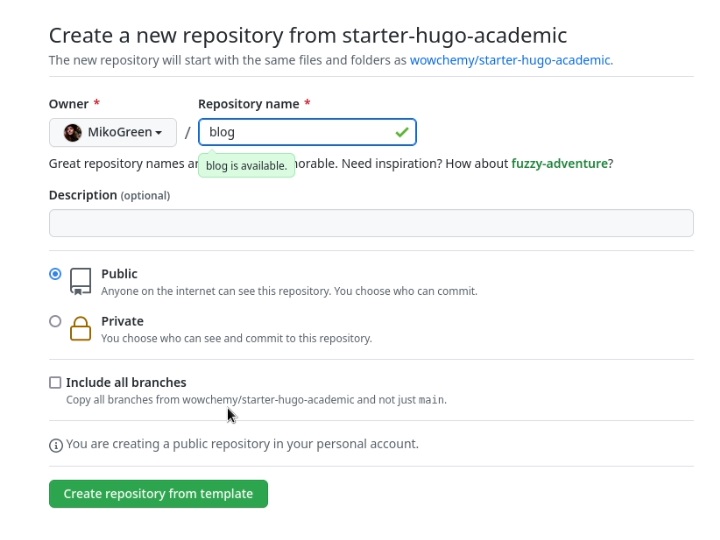 Create a new repository from starter-hugo-academic
The new repository will start with the same files and folders as wowchemy/starter-hugo-academic.
Owner * Repository name *
MikoGreen / blog
Great repository names Need inspiration? How about fuzzy-adventure?
blog is available.
Description (optional)
Public
Anyone on the internet can see this repository. You choose who can commit.
Private
You choose who can see and commit to this repository.
Include all branches
Copy all branches from wowchemy/starter-hugo-academic and not just main.
You are creating a public repository in your personal account.
Create repository from template